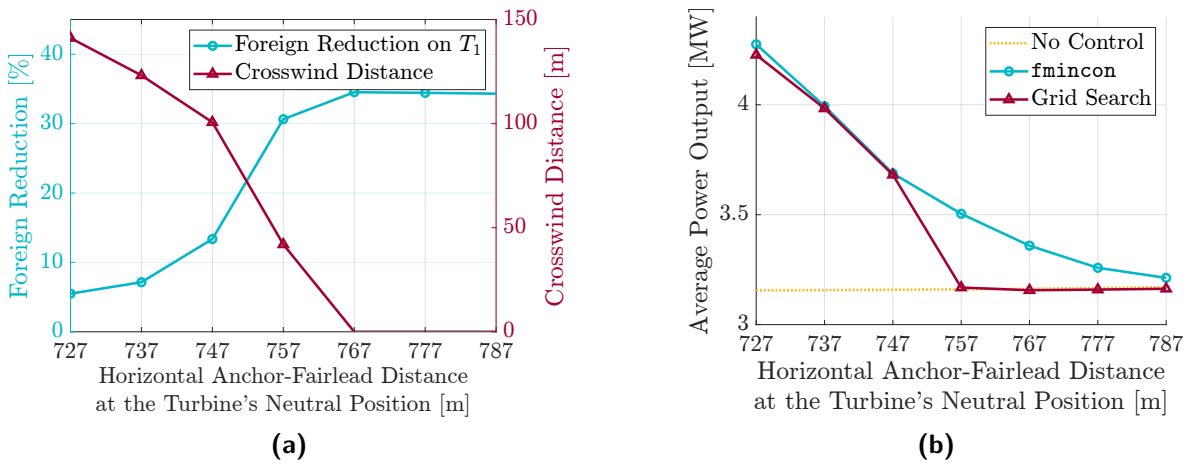 Foreign Reduction on T₁
Crosswind Distance
Foreign Reduction [%]
0
10
20
30
40
Crosswind Distance [m]
0
50
100
150
727 737 747 757 767 777 787
Horizontal Anchor-Fairlead Distance
at the Turbine's Neutral Position [m]
(a)
No Control
fmincon
Grid Search
Average Power Output [MW]
3
3.5
4
727 737 747 757 767 777 787
Horizontal Anchor-Fairlead Distance
at the Turbine's Neutral Position [m]
(b)